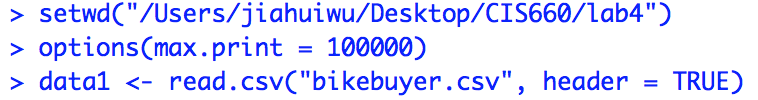 > setwd("/Users/jiahuiwu/Desktop/CIS660/lab4")
> options(max.print = 100000)
> data1 <- read.csv("bikebuyer.csv", header = TRUE)